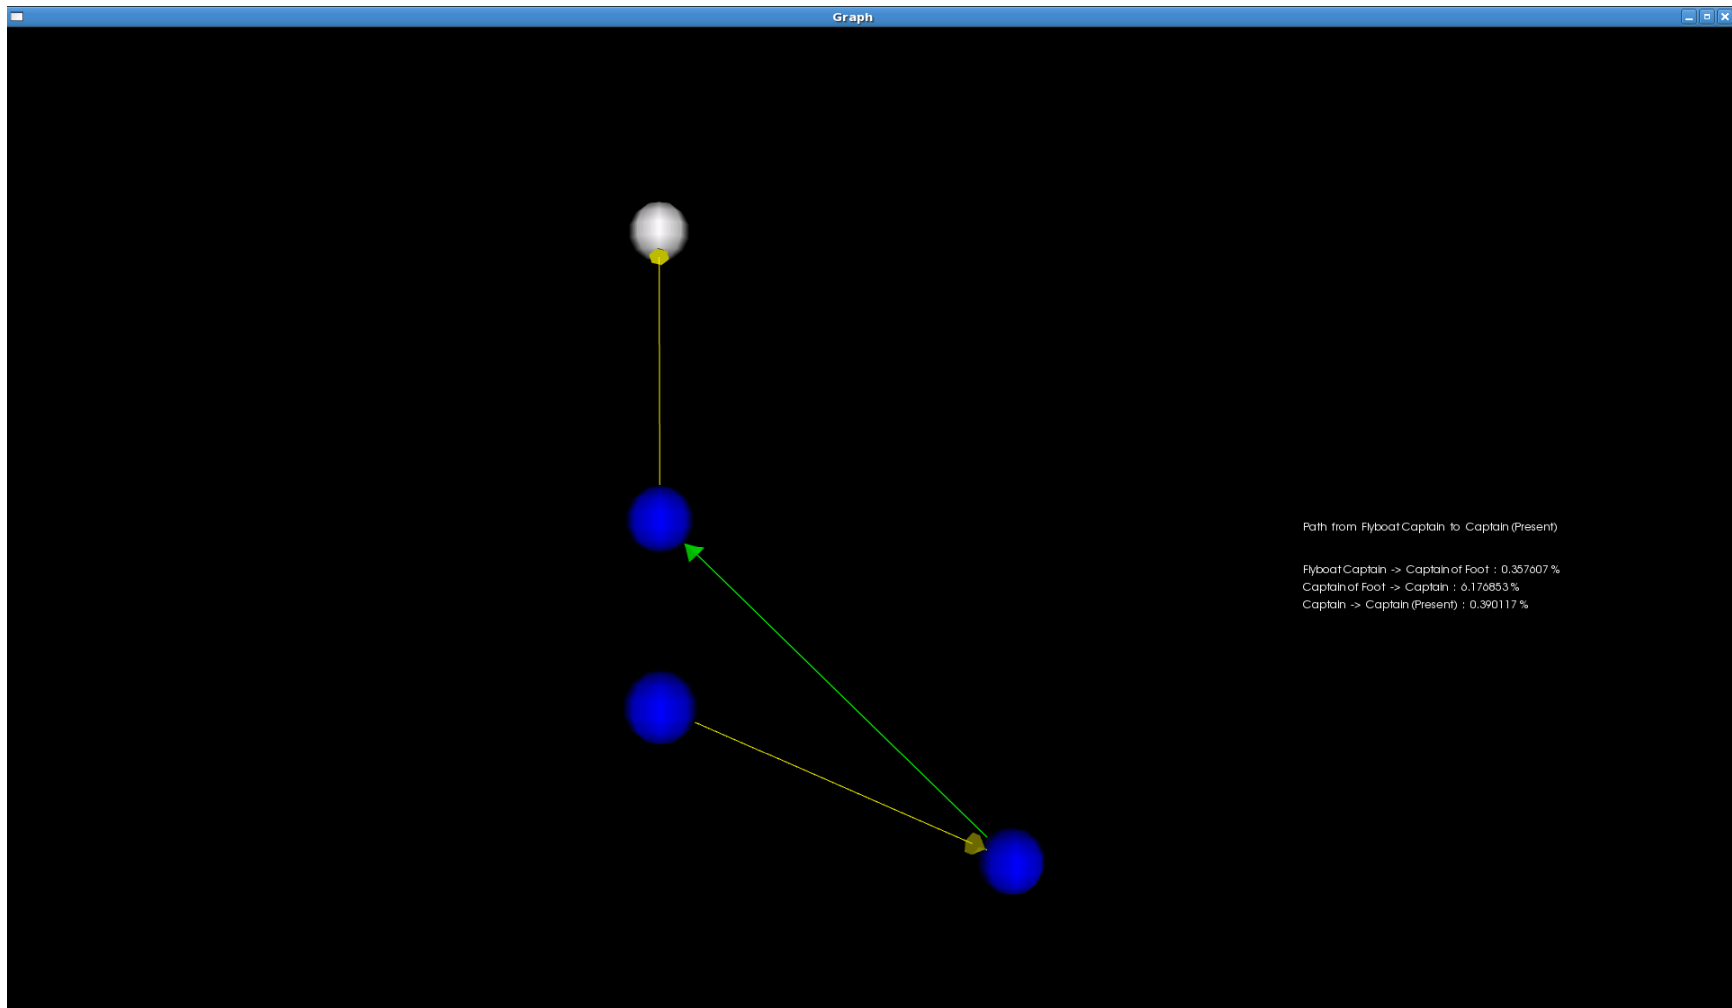 Graph
Path from Flyboat Captain to Captain (Present)
Flyboat Captain -> Captain of Foot : 0.357607 %
Captain of Foot -> Captain : 6.176853 %
Captain -> Captain (Present) : 0.390117 %